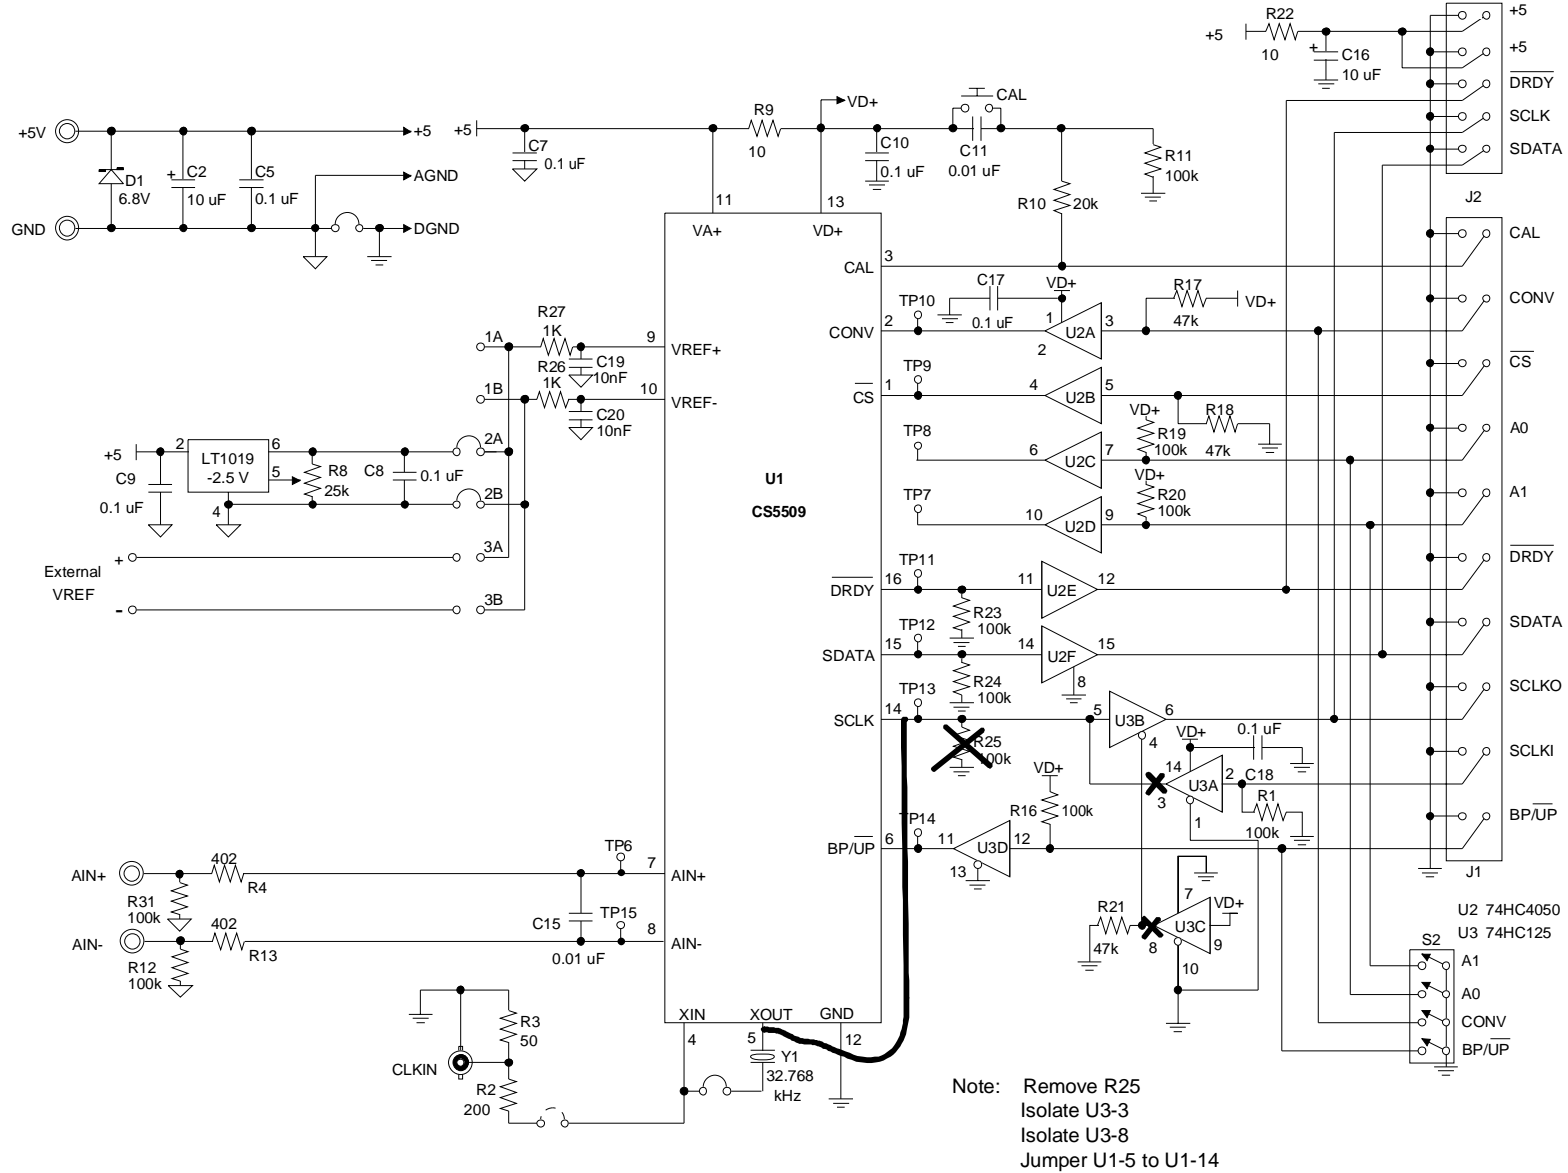 R22
+5
10
+
C16
10 uF
+5
+5
DRDY
SCLK
SDATA
J2
+5V
+5
D1
6.8V
+
C2
10 uF
C5
0.1 uF
AGND
GND
DGND
+5
C7
0.1 uF
R9
10
VD+
C10
0.1 uF
CAL
C11
0.01 uF
R11
100k
R10
20k
11
VA+
13
VD+
CAL
3
CAL
C17
0.1 uF
VD+
R17
47k
VD+
TP10
CONV
2
1
2
U2A
3
CONV
R27
1K
1A
9
VREF+
C19
10nF
R26
1K
1B
10
VREF-
C20
10nF
TP9
CS
1
4
U2B
5
R18
47k
CS
VD+
R19
100k
TP8
6
U2C
7
A0
VD+
R20
100k
TP7
10
U2D
9
A1
+5
2
LT1019
-2.5 V
6
5
4
C9
0.1 uF
R8
25k
C8
0.1 uF
2A
2B
U1
CS5509
External
VREF
+
-
3A
3B
TP11
DRDY
16
R23
100k
11
U2E
12
DRDY
TP12
SDATA
15
R24
100k
14
U2F
15
8
SDATA
TP13
SCLK
14
R25
100k
5
U3B
6
4
SCLKO
VD+
0.1 uF
C18
14
3
U3A
2
1
R1
100k
SCLKI
TP14
BP/UP
6
11
U3D
12
13
VD+
R16
100k
BP/UP
J1
AIN+
402
R4
R31
100k
TP6
7
AIN+
C15
0.01 uF
AIN-
402
R13
R12
100k
TP15
8
AIN-
R21
47k
7
8
U3C
9
10
VD+
U2 74HC4050
U3 74HC125
S2
A1
A0
CONV
BP/UP
XIN
4
XOUT
5
GND
12
Y1
32.768
kHz
CLKIN
R3
50
R2
200
Note: Remove R25
Isolate U3-3
Isolate U3-8
Jumper U1-5 to U1-14